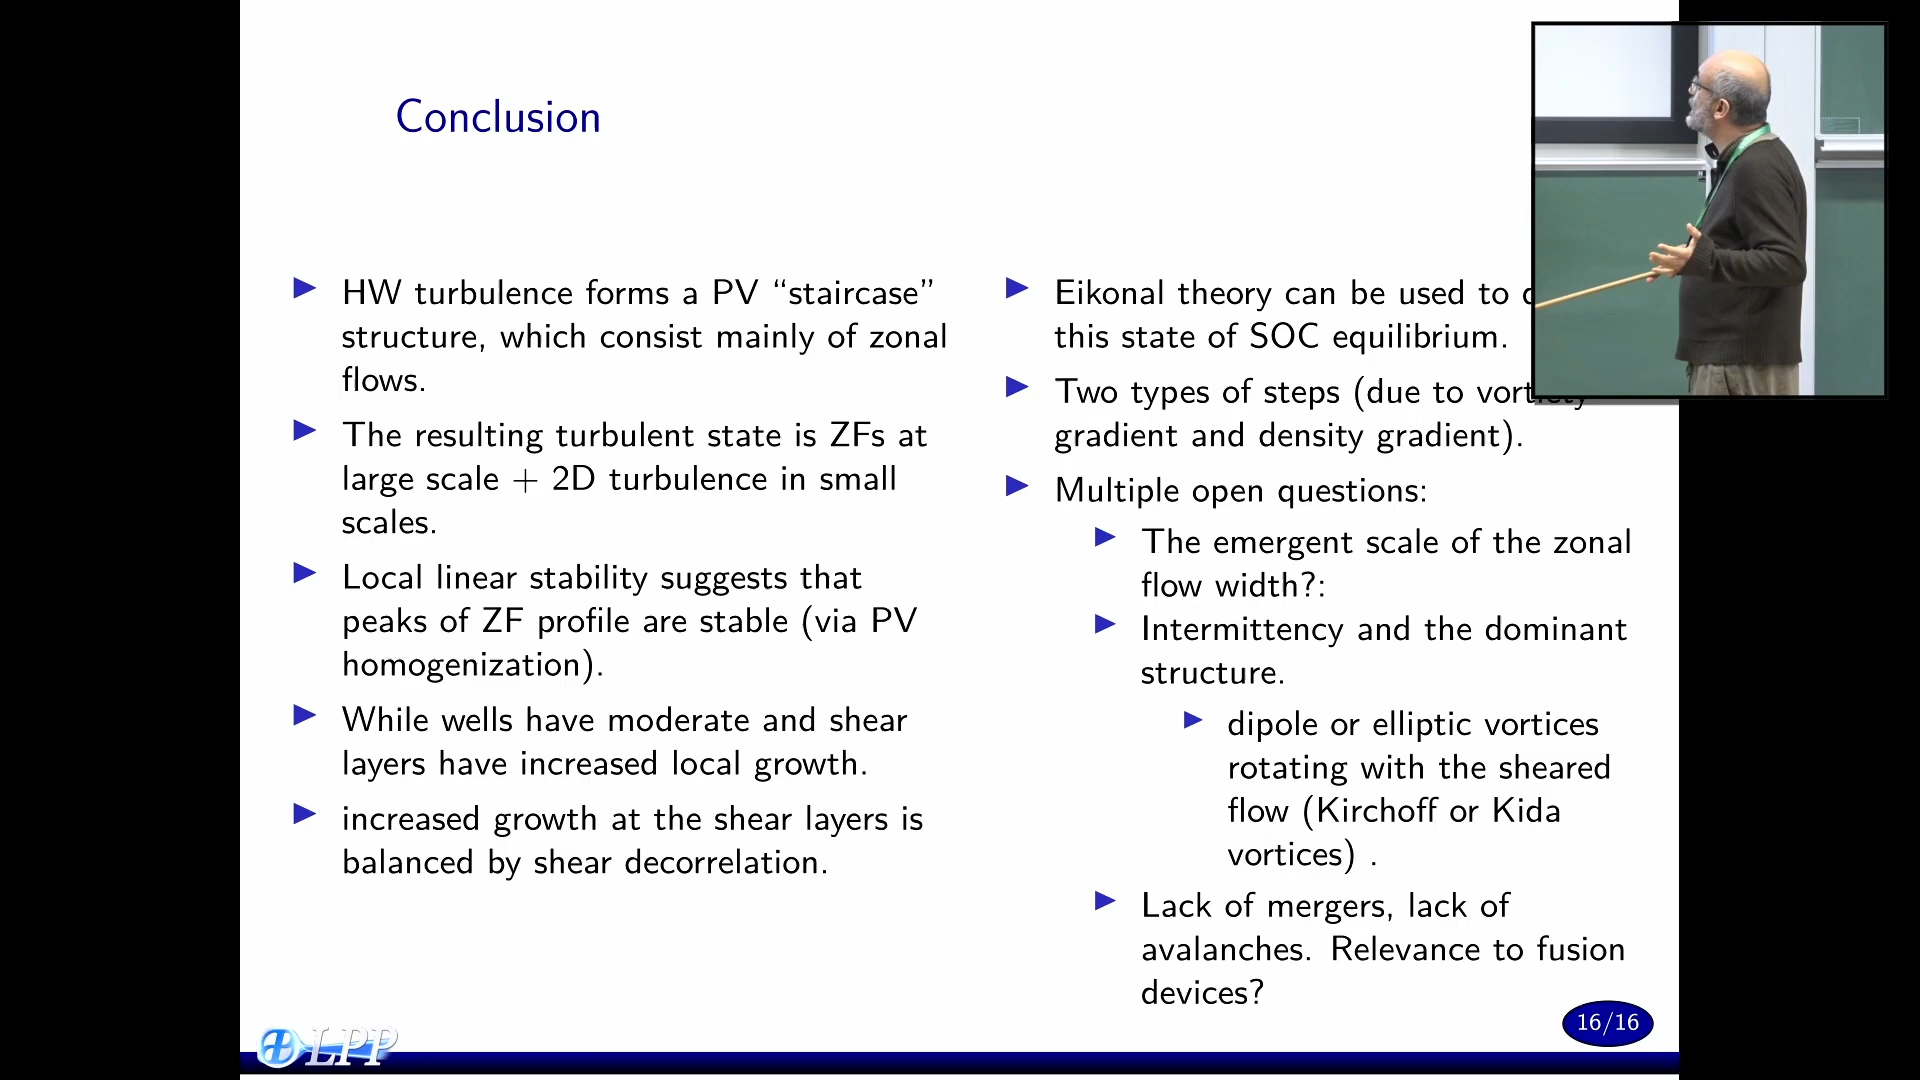 Conclusion
HW turbulence forms a PV “staircase”
structure, which consist mainly of zonal
flows.
The resulting turbulent state is ZFs at
large scale + 2D turbulence in small
scales.
Local linear stability suggests that
peaks of ZF profile are stable (via PV
homogenization).
While wells have moderate and shear
layers have increased local growth.
increased growth at the shear layers is
balanced by shear decorrelation.
Eikonal theory can be used to
this state of SOC equilibrium.
Two types of steps (due to vorticity
gradient and density gradient).
Multiple open questions:
The emergent scale of the zonal
flow width?:
Intermittency and the dominant
structure.
dipole or elliptic vortices
rotating with the sheared
flow (Kirchoff or Kida
vortices) .
Lack of mergers, lack of
avalanches. Relevance to fusion
devices?
16/16
LPP